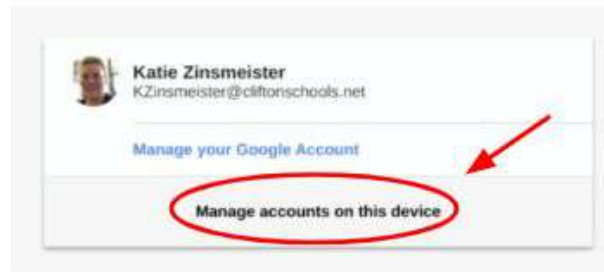 Katie Zinsmeister
KZinsmeister@cliftonschools.net
Manage your Google Account
Manage accounts on this device